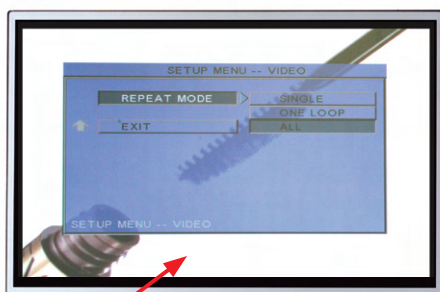 SETUP MENU -- VIDEO
REPEAT MODE
SINGLE
ONE LOOP
EXIT
ALL
SETUP MENU -- VIDEO